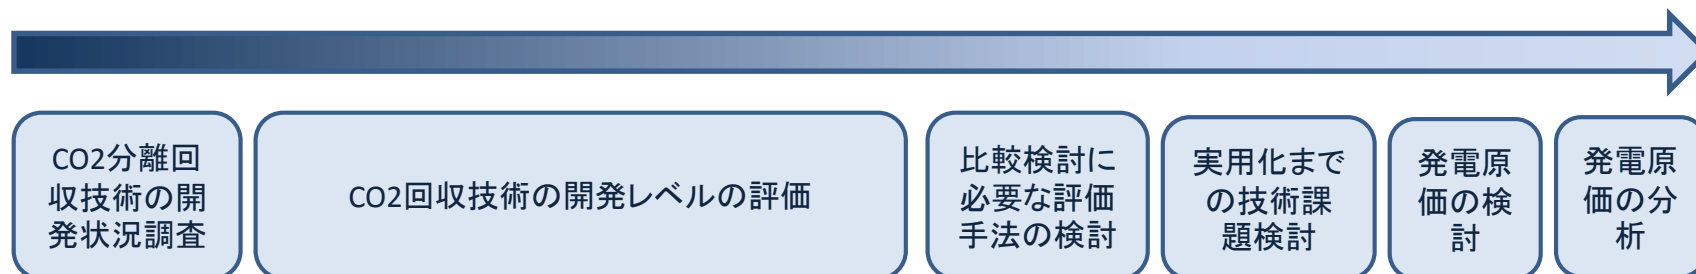 CO2分離回
収技術の開
発状況調査
CO2回収技術の開発レベルの評価
比較検討に
必要な評価
手法の検討
実用化まで
の技術課
題検討
発電原
価の検
討
発電原
価の分
析